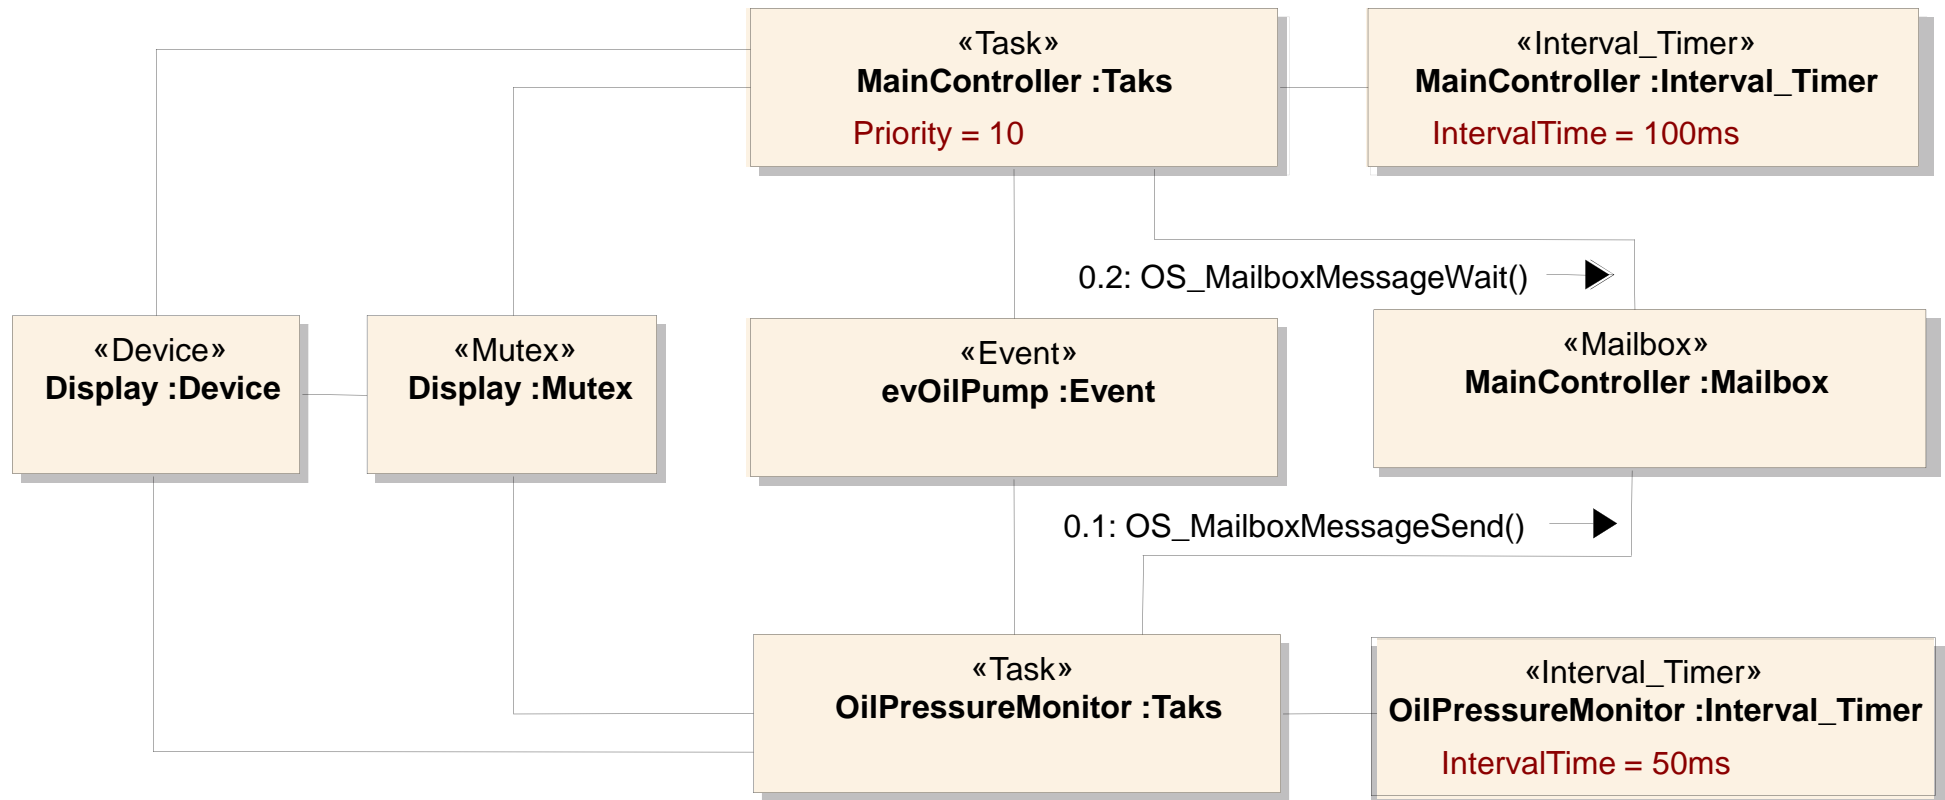 «Task»
MainController :Taks
Priority = 10
«Interval_Timer»
MainController :Interval_Timer
IntervalTime = 100ms
0.2: OS_MailboxMessageWait()
«Device»
Display :Device
«Mutex»
Display :Mutex
«Event»
evOilPump :Event
«Mailbox»
MainController :Mailbox
0.1: OS_MailboxMessageSend()
«Task»
OilPressureMonitor :Taks
«Interval_Timer»
OilPressureMonitor :Interval_Timer
IntervalTime = 50ms